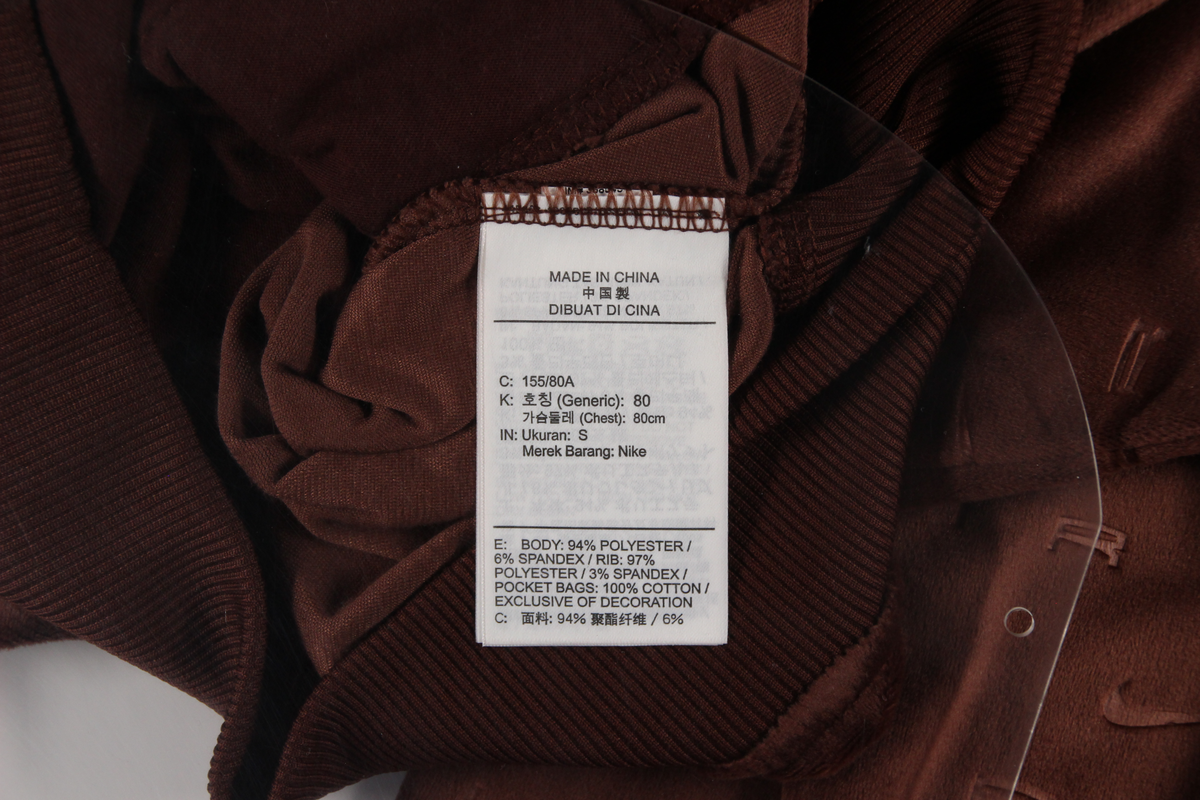 MADE IN CHINA
中国製
DIBUAT DI CINA
C: 155/80A
K: 호칭 (Generic): 80
가슴둘레 (Chest): 80cm
IN: Ukuran: S
Merek Barang: Nike
E: BODY: 94% POLYESTER /
6% SPANDEX / RIB: 97%
POLYESTER / 3% SPANDEX /
POCKET BAGS: 100% COTTON /
EXCLUSIVE OF DECORATION
C: 面料: 94% 聚酯纤维 / 6%